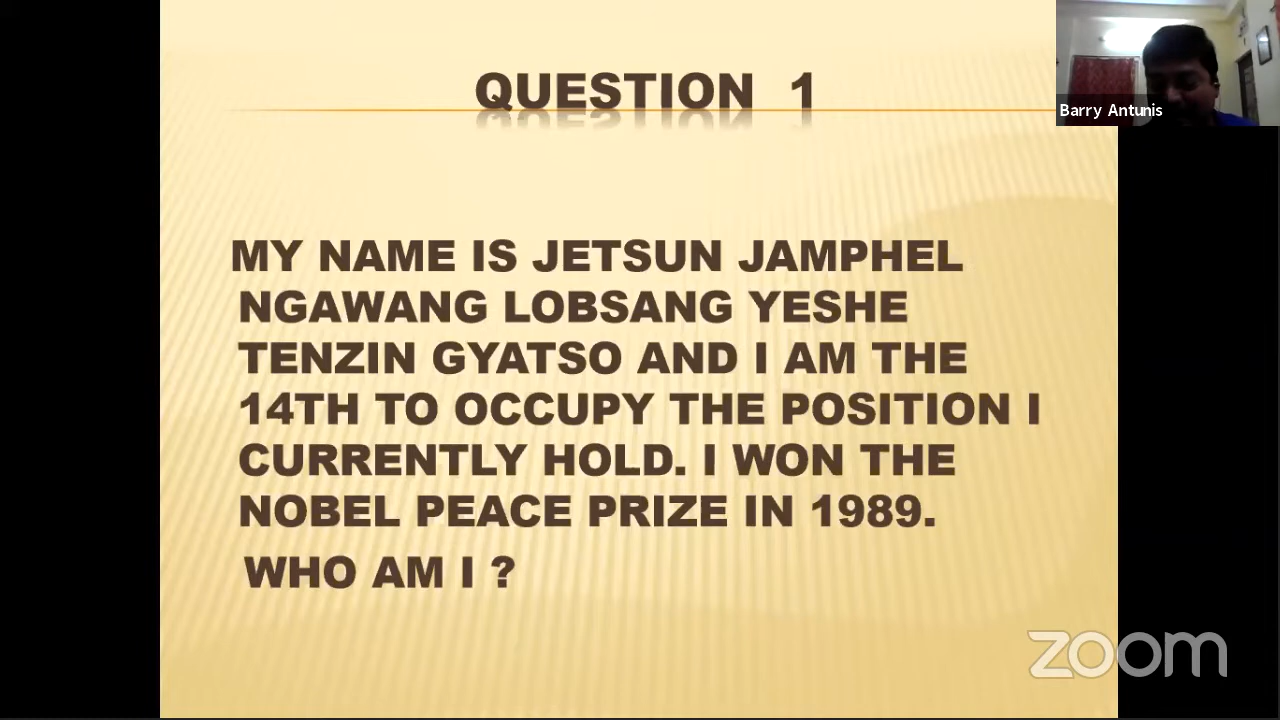 QUESTION 1
Barry Antunis
MY NAME IS JETSUN JAMPHEL
NGAWANG LOBSANG YESHE
TENZIN GYATSO AND I AM THE
14TH TO OCCUPY THE POSITION I
CURRENTLY HOLD. I WON THE
NOBEL PEACE PRIZE IN 1989.
WHO AM I ?
zoom